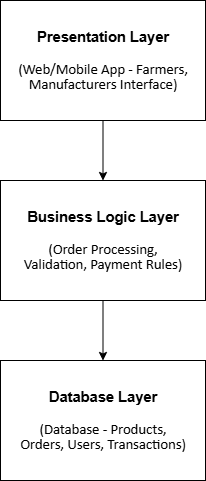 Presentation Layer
(Web/Mobile App - Farmers,
Manufacturers Interface)
Business Logic Layer
(Order Processing,
Validation, Payment Rules)
Database Layer
(Database - Products,
Orders, Users, Transactions)